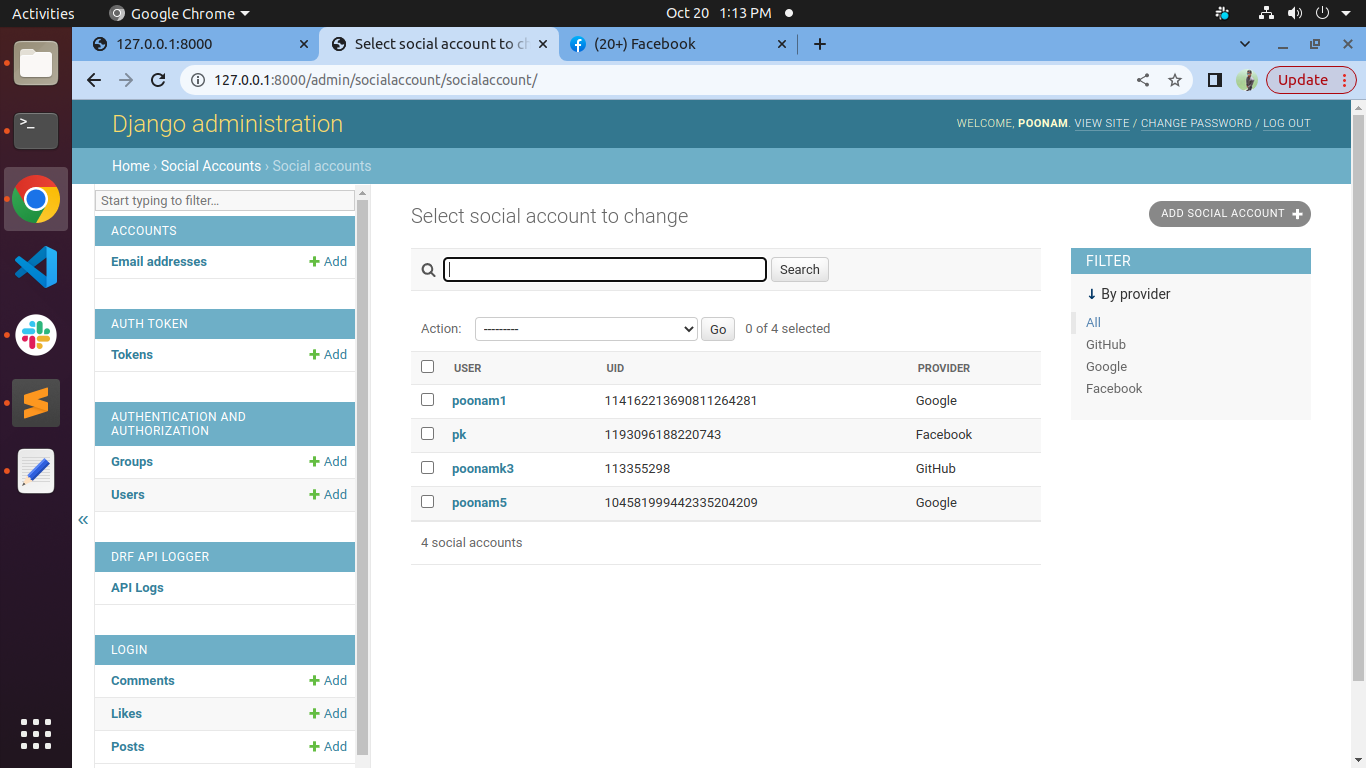 Activities Google Chrome Oct 20 1:13 PM
127.0.0.1:8000 Select social account to ch (20+) Facebook
127.0.0.1:8000/admin/socialaccount/socialaccount/ Update
Django administration WELCOME, POONAM. VIEW SITE / CHANGE PASSWORD / LOG OUT
Home › Social Accounts › Social accounts
Start typing to filter…
ACCOUNTS
Email addresses + Add
AUTH TOKEN
Tokens + Add
AUTHENTICATION AND
AUTHORIZATION
Groups + Add
Users + Add
«
DRF API LOGGER
API Logs
LOGIN
Comments + Add
Likes + Add
Posts + Add
Select social account to change
ADD SOCIAL ACCOUNT +
Search
Action: --------- Go 0 of 4 selected
USER UID PROVIDER
poonam1 114162213690811264281 Google
pk 1193096188220743 Facebook
poonamk3 113355298 GitHub
poonam5 104581999442335204209 Google
4 social accounts
FILTER
↓ By provider
All
GitHub
Google
Facebook